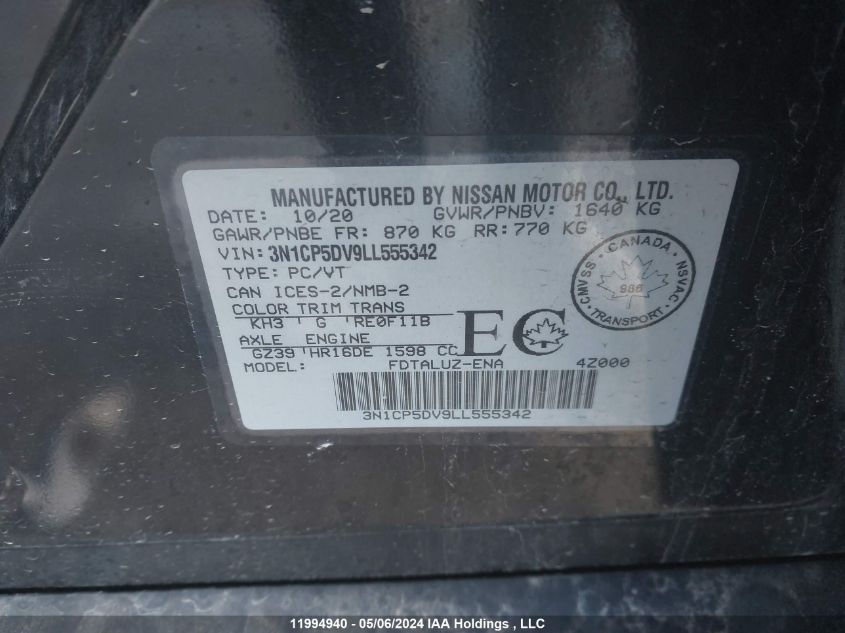 MANUFACTURED BY NISSAN MOTOR CO., LTD.
DATE: 10/20 GVWR/PNBV: 1640 KG
GAWR/PNBE FR: 870 KG RR: 770 KG
VIN: 3N1CP5DV9LL555342
TYPE: PC/VT
CAN ICES-2/NMB-2
COLOR TRIM TRANS
KH3 G RE0F11B
AXLE ENGINE
GZ39 HR16DE 1598 CC
EC
MODEL: FDTALUZ-ENA 4Z000
3N1CP5DV9LL555342
CANADA
CMVSS 986 NSVAC
TRANSPORT
11994940 - 05/06/2024 IAA Holdings , LLC